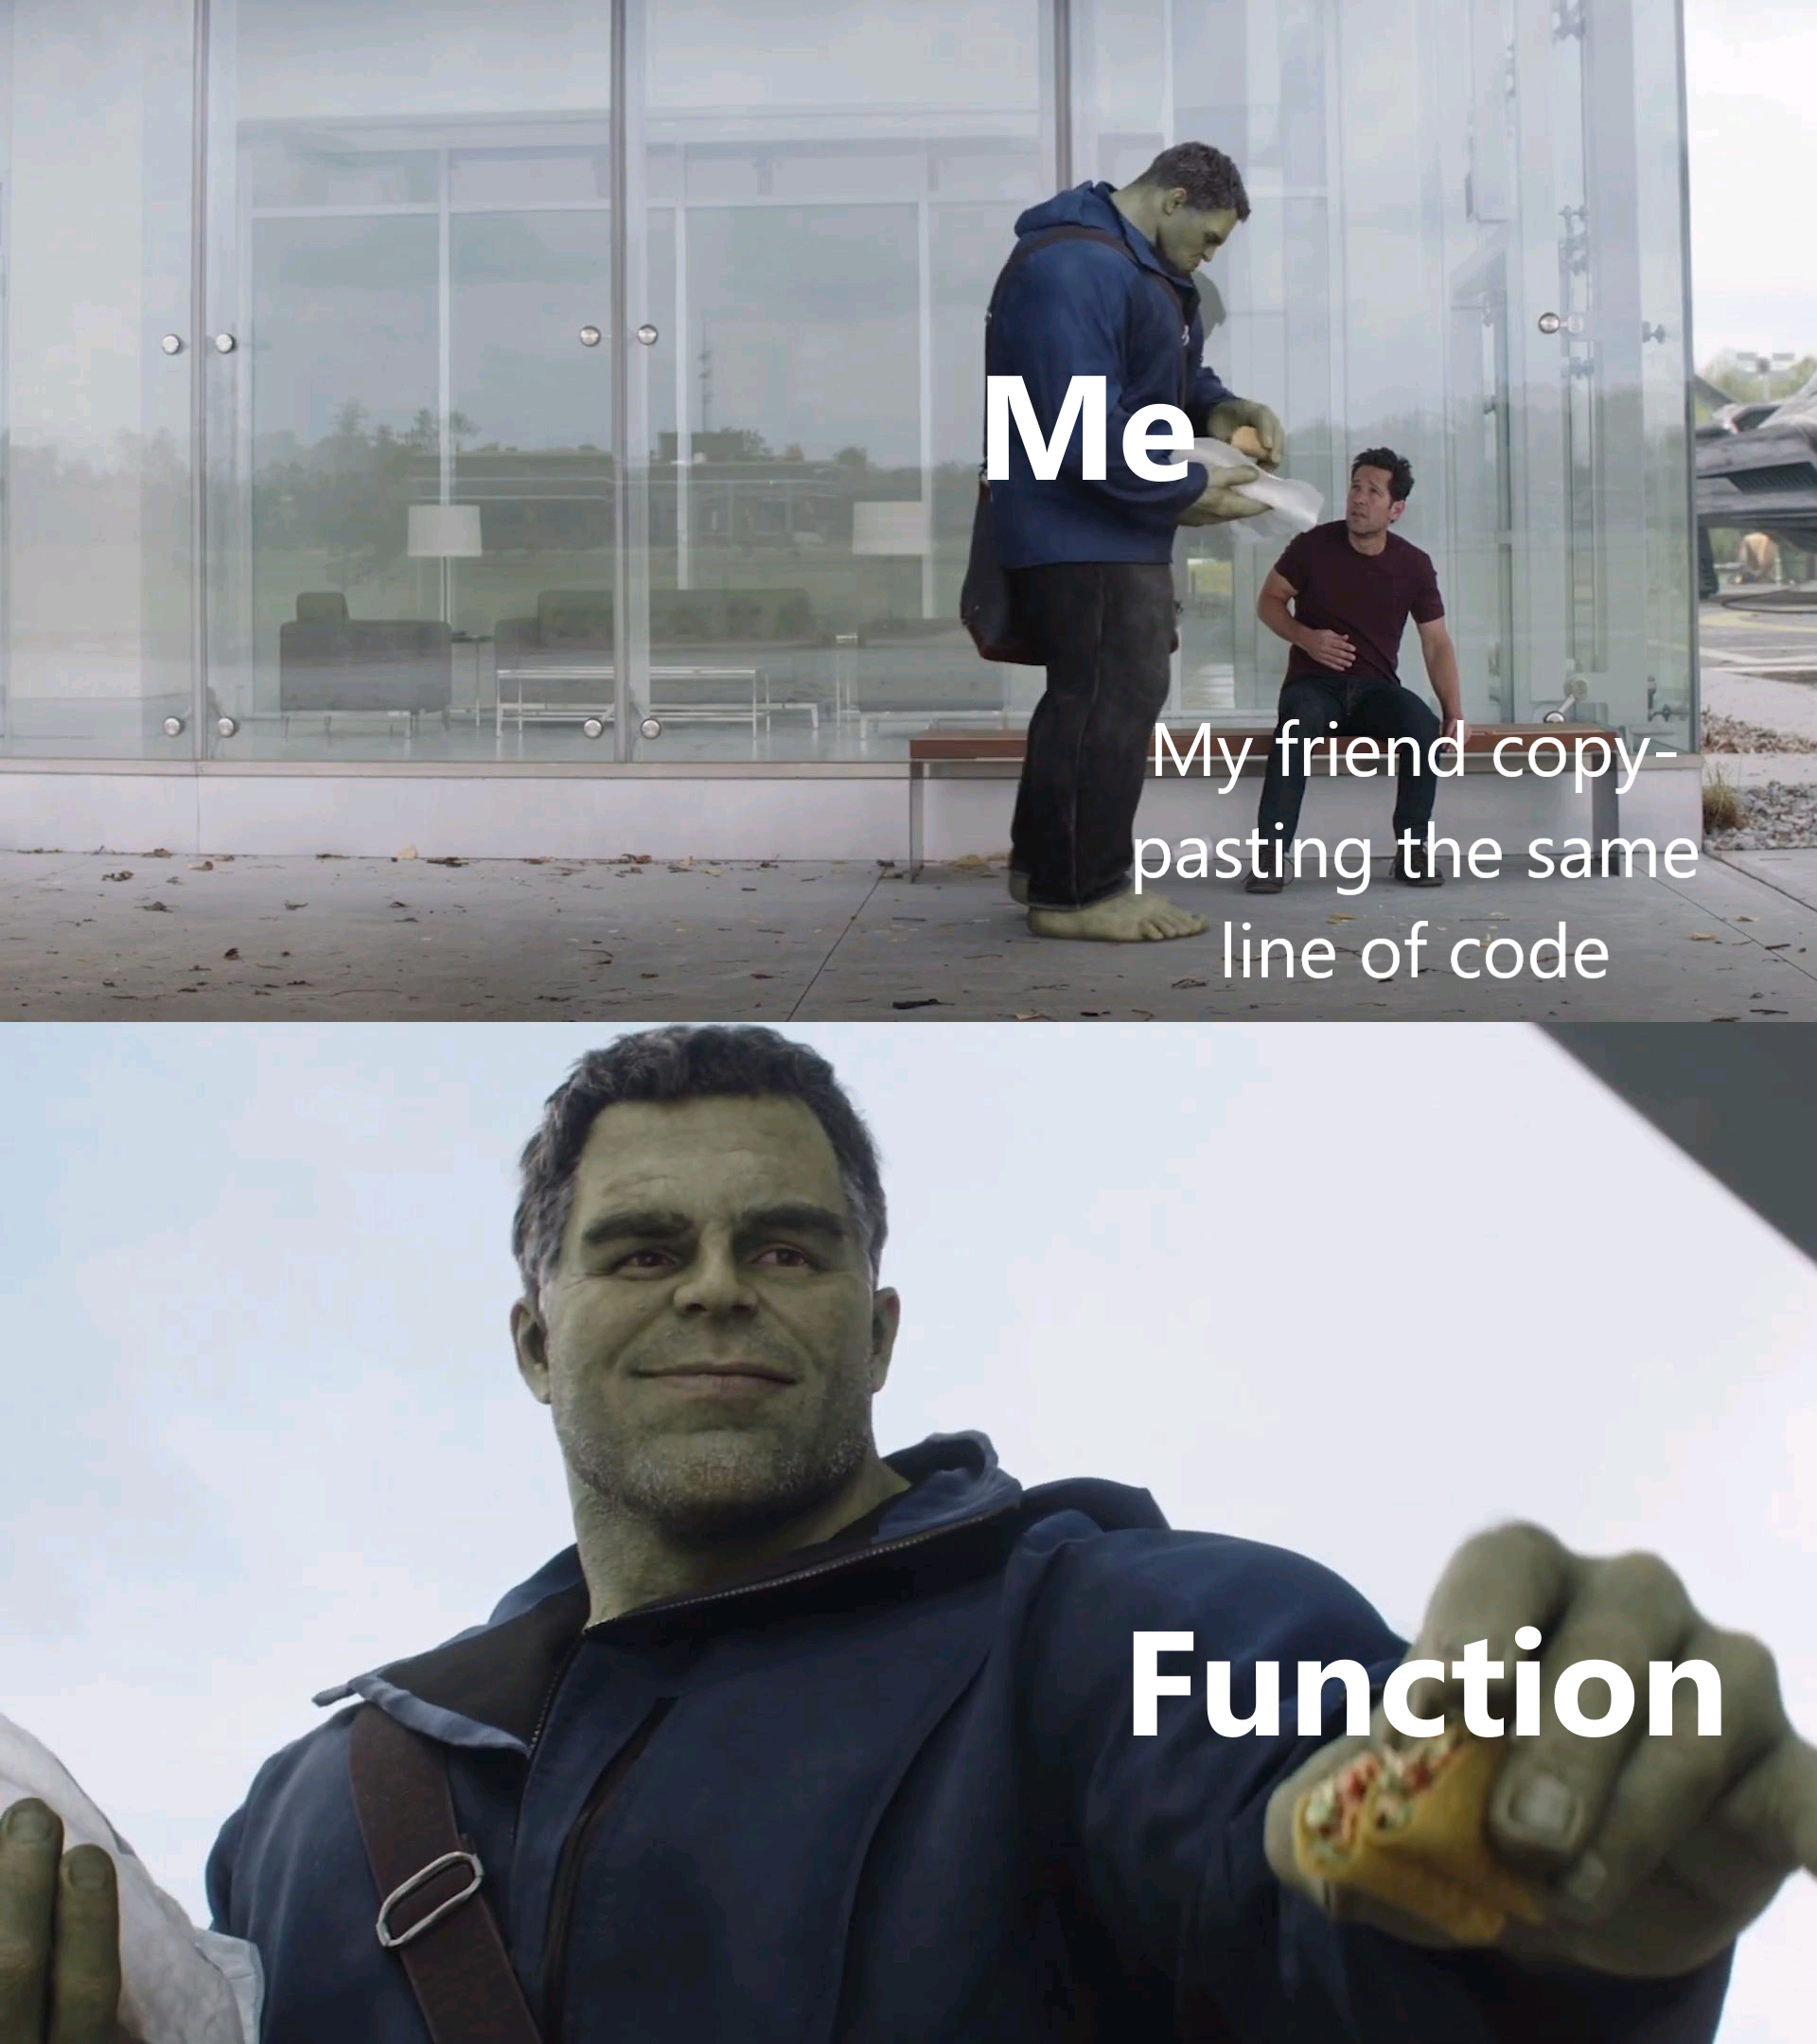 Me
My friend copy-
pasting the same
line of code
Function